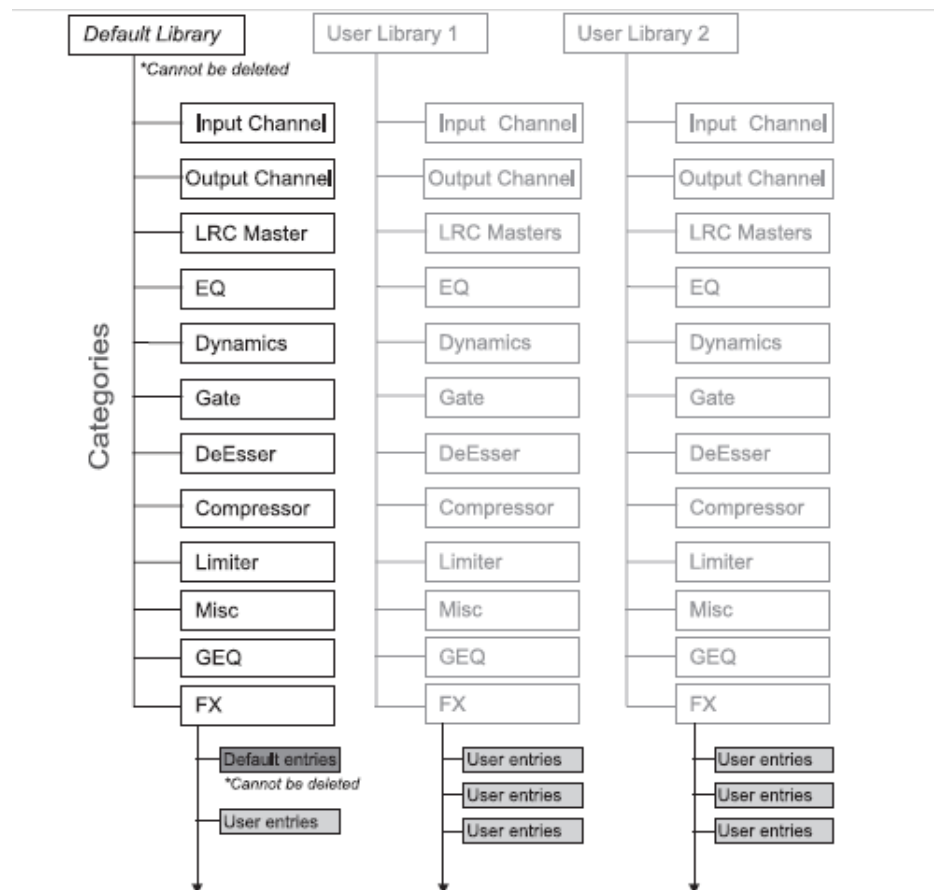 Default Library
User Library 1
User Library 2
*Cannot be deleted
Categories
Input Channel
Input Channel
Input Channel
Output Channel
Output Channel
Output Channel
LRC Master
LRC Masters
LRC Masters
EQ
EQ
EQ
Dynamics
Dynamics
Dynamics
Gate
Gate
Gate
DeEsser
DeEsser
DeEsser
Compressor
Compressor
Compressor
Limiter
Limiter
Limiter
Misc
Misc
Misc
GEQ
GEQ
GEQ
FX
FX
FX
Default entries
User entries
User entries
*Cannot be deleted
User entries
User entries
User entries
User entries
User entries